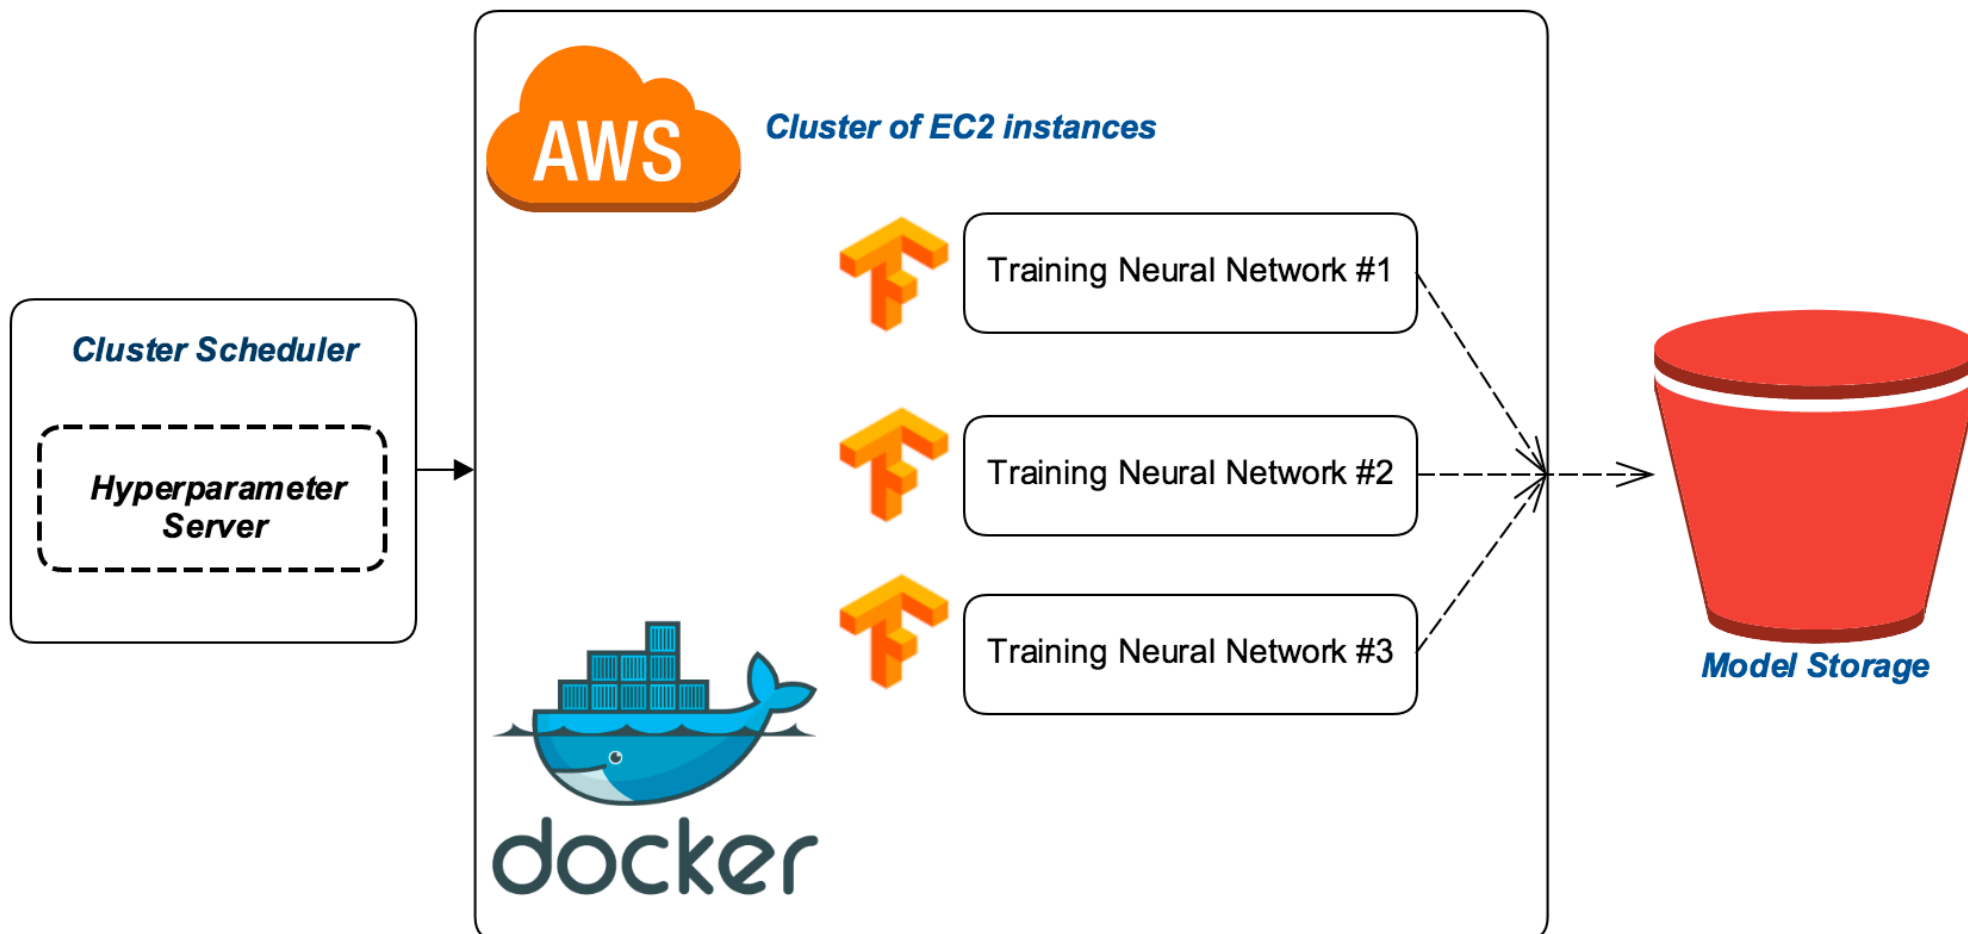 AWS
Cluster of EC2 instances
Training Neural Network #1
Cluster Scheduler
Hyperparameter
Server
Training Neural Network #2
Training Neural Network #3
Model Storage
docker